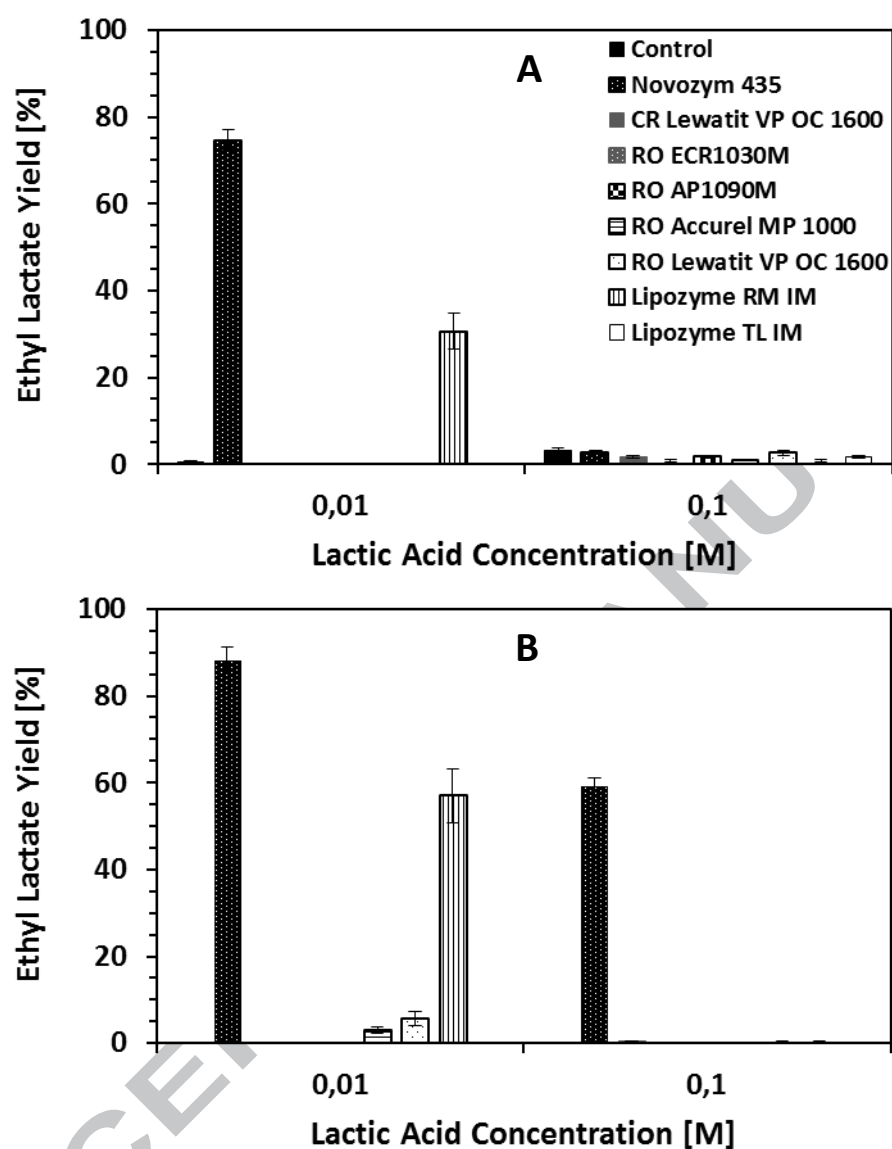 100
80
60
40
20
0
Ethyl Lactate Yield [%]
A
Control
Novozym 435
CR Lewatit VP OC 1600
RO ECR1030M
RO AP1090M
RO Accurel MP 1000
RO Lewatit VP OC 1600
Lipozyme RM IM
Lipozyme TL IM
0,01 0,1
Lactic Acid Concentration [M]
100
80
60
40
20
0
Ethyl Lactate Yield [%]
B
0,01 0,1
Lactic Acid Concentration [M]